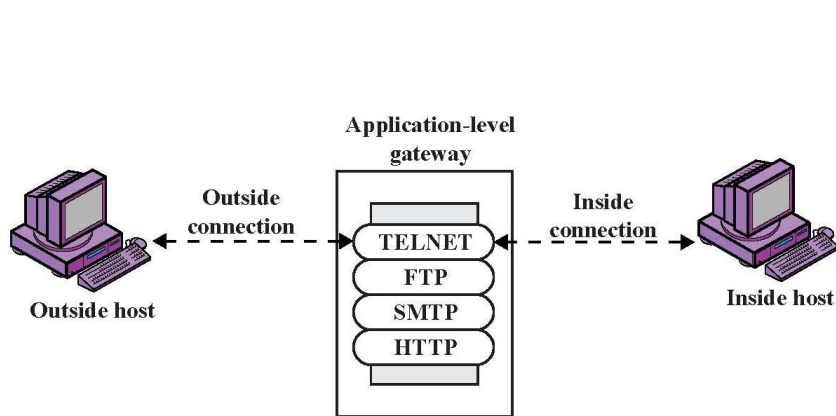 Application-level
gateway
Outside
connection
Inside
connection
TELNET
FTP
SMTP
HTTP
Outside host
Inside host